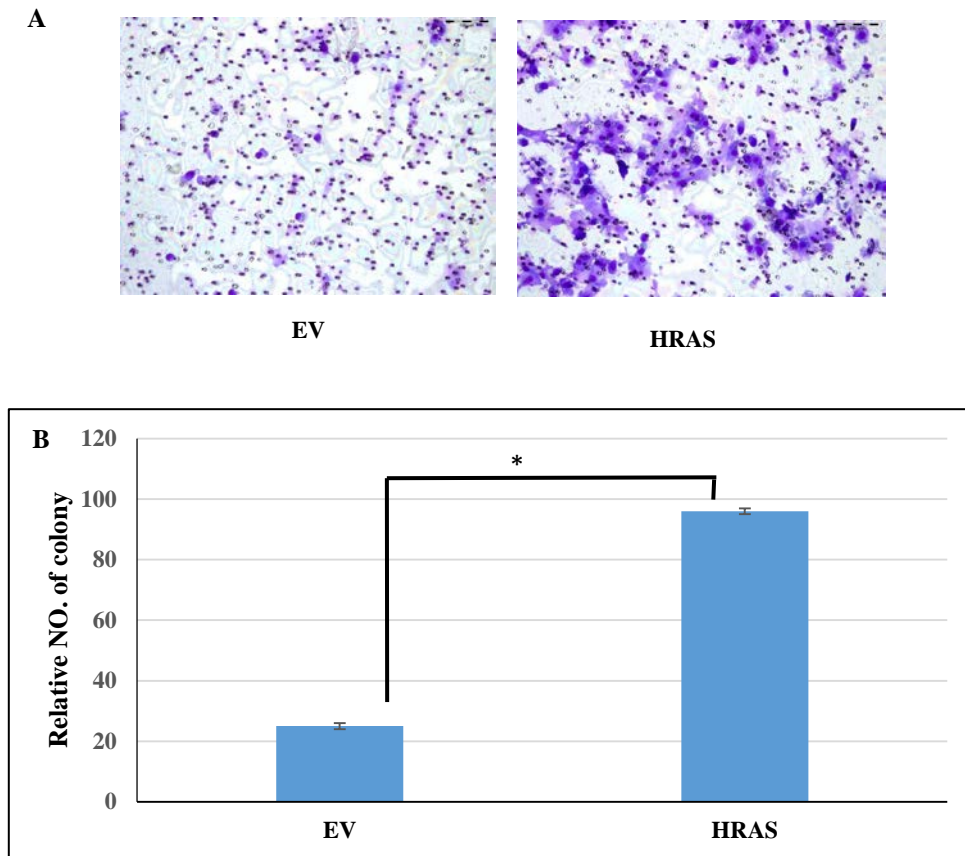 A
EV
HRAS
B
120
*
100
80
60
40
20
0
Relative NO. of colony
EV
HRAS